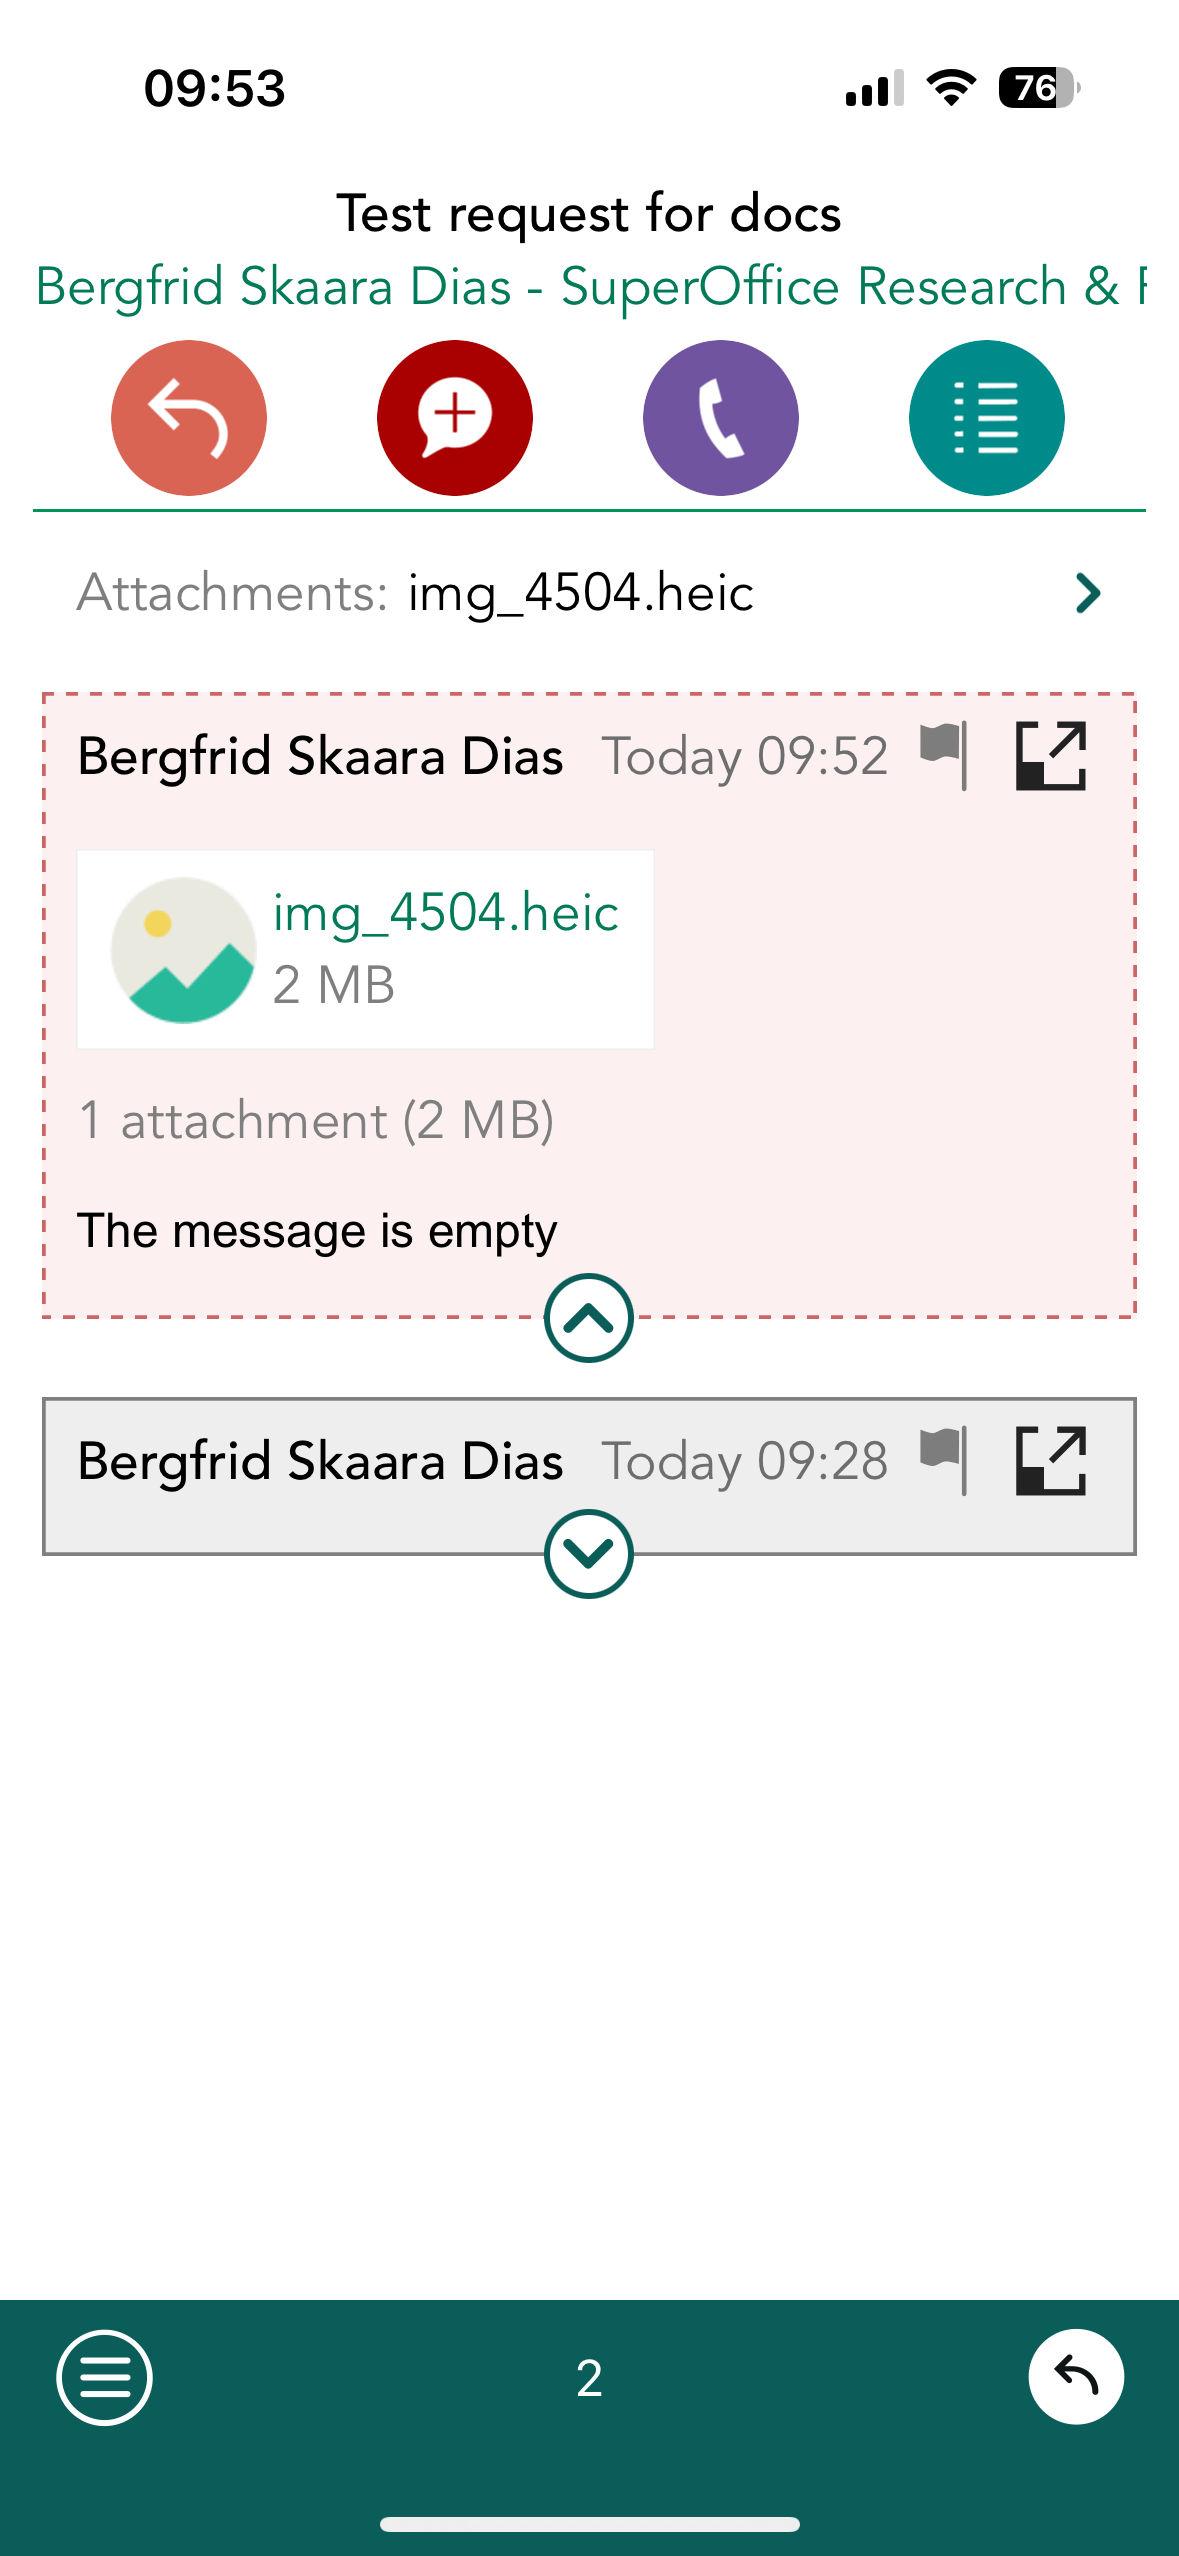 09:53
76
Test request for docs
Bergfrid Skaara Dias - SuperOffice Research &
Attachments: img_4504.heic
Bergfrid Skaara Dias Today 09:52
img_4504.heic
2 MB
1 attachment (2 MB)
The message is empty
Bergfrid Skaara Dias Today 09:28
2